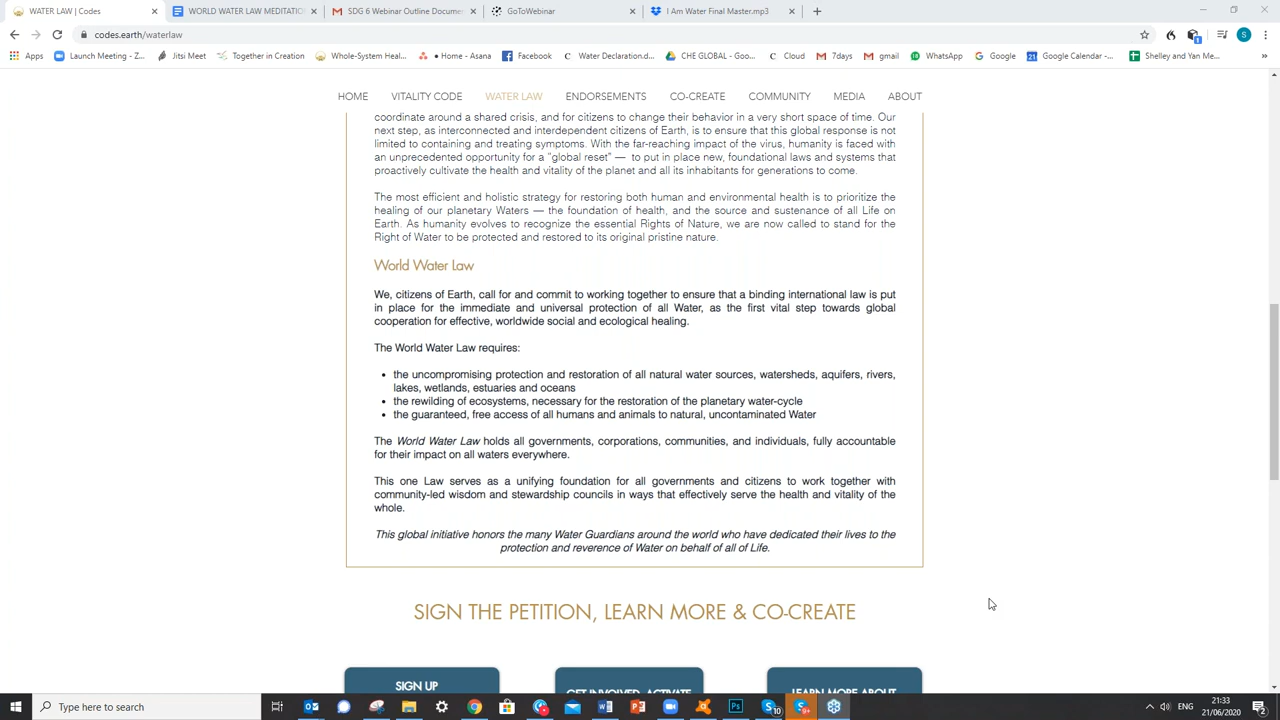 WATER LAW | Codes
WORLD WATER LAW MEDITATIO
SDG 6 Webinar Outline Docume
GoToWebinar
I Am Water Final Master.mp3
codes.earth/waterlaw
S
Apps
Launch Meeting - Z...
Jitsi Meet
Together in Creation
Whole-System Heal...
• Home - Asana
Facebook
Water Declaration.d...
CHE GLOBAL - Goo...
Cloud
7days
gmail
WhatsApp
Google
Google Calendar -...
Shelley and Yan Me...
HOME
VITALITY CODE
WATER LAW
ENDORSEMENTS
CO-CREATE
COMMUNITY
MEDIA
ABOUT
coordinate around a shared crisis, and for citizens to change their behavior in a very short space of time. Our
next step, as interconnected and interdependent citizens of Earth, is to ensure that this global response is not
limited to containing and treating symptoms. With the far-reaching impact of the virus, humanity is faced with
an unprecedented opportunity for a "global reset" — to put in place new, foundational laws and systems that
proactively cultivate the health and vitality of the planet and all its inhabitants for generations to come.
The most efficient and holistic strategy for restoring both human and environmental health is to prioritize the
healing of our planetary Waters — the foundation of health, and the source and sustenance of all Life on
Earth. As humanity evolves to recognize the essential Rights of Nature, we are now called to stand for the
Right of Water to be protected and restored to its original pristine nature.
World Water Law
We, citizens of Earth, call for and commit to working together to ensure that a binding international law is put
in place for the immediate and universal protection of all Water, as the first vital step towards global
cooperation for effective, worldwide social and ecological healing.
The World Water Law requires:
• the uncompromising protection and restoration of all natural water sources, watersheds, aquifers, rivers,
lakes, wetlands, estuaries and oceans
• the rewilding of ecosystems, necessary for the restoration of the planetary water-cycle
• the guaranteed, free access of all humans and animals to natural, uncontaminated Water
The World Water Law holds all governments, corporations, communities, and individuals, fully accountable
for their impact on all waters everywhere.
This one Law serves as a unifying foundation for all governments and citizens to work together with
community-led wisdom and stewardship councils in ways that effectively serve the health and vitality of the
whole.
This global initiative honors the many Water Guardians around the world who have dedicated their lives to the
protection and reverence of Water on behalf of all of Life.
SIGN THE PETITION, LEARN MORE & CO-CREATE
SIGN UP
GET INVOLVED, ACTIVATE
LEARN MORE ABOUT
Type here to search
ENG
21:33
21/06/2020